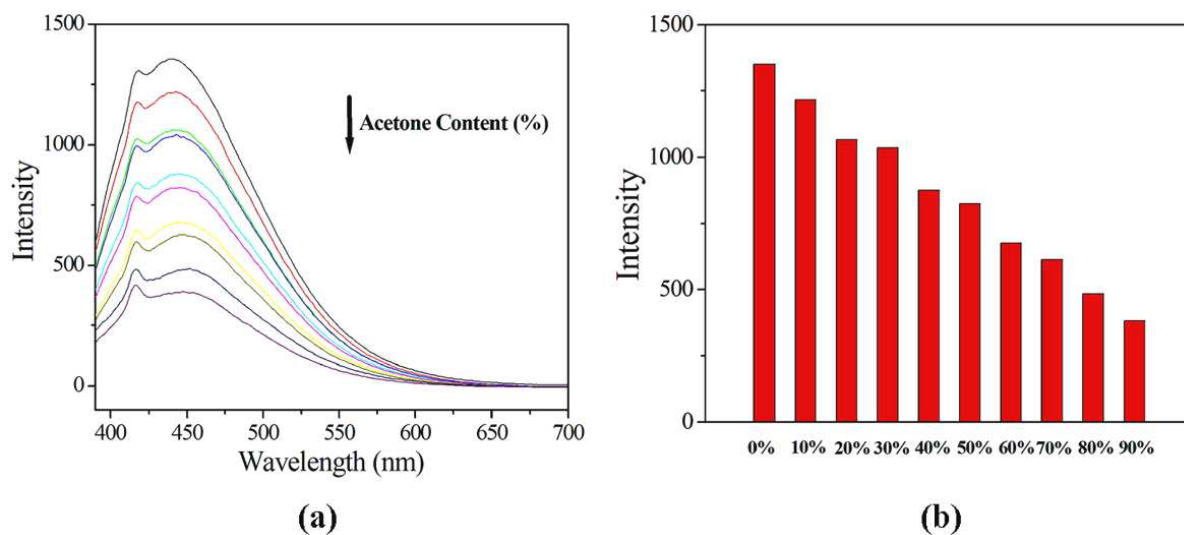 1500
1000
500
0
Intensity
Acetone Content (%)
400 450 500 550 600 650 700
Wavelength (nm)
(a)
1500
1000
500
0
Intensity
0% 10% 20% 30% 40% 50% 60% 70% 80% 90%
(b)